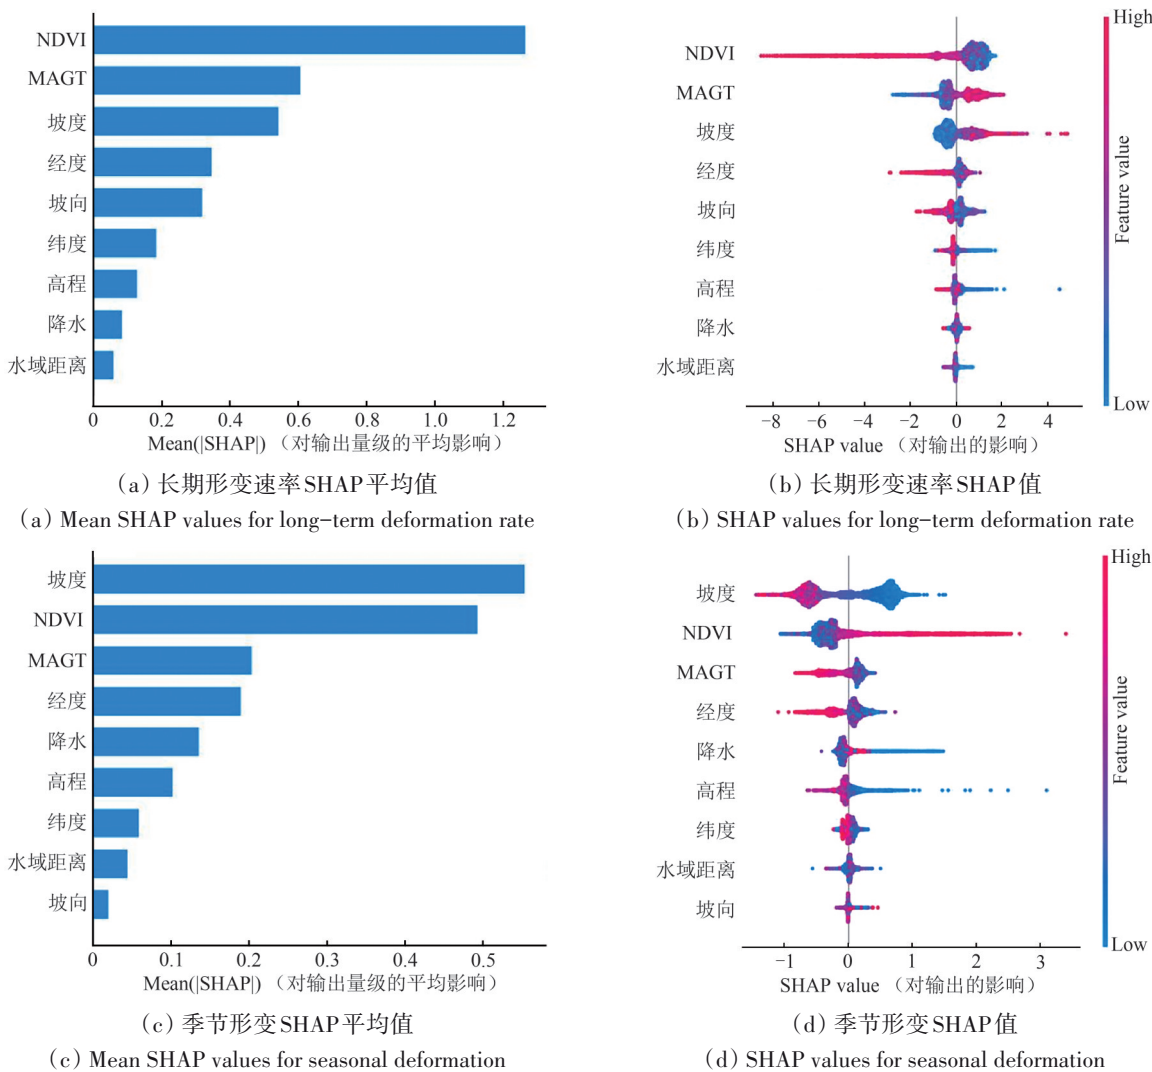 NDVI
MAGT
坡度
经度
坡向
纬度
高程
降水
水域距离
0 0.2 0.4 0.6 0.8 1.0 1.2
Mean(|SHAP|)（对输出量级的平均影响）
(a) 长期形变速率SHAP平均值
(a) Mean SHAP values for long-term deformation rate
High
NDVI
MAGT
坡度
经度
坡向
纬度
高程
降水
水域距离
Feature value
Low
-8 -6 -4 -2 0 2 4
SHAP value （对输出的影响）
(b) 长期形变速率SHAP值
(b) SHAP values for long-term deformation rate
坡度
NDVI
MAGT
经度
降水
高程
纬度
水域距离
坡向
0 0.1 0.2 0.3 0.4 0.5
Mean(|SHAP|)（对输出量级的平均影响）
(c) 季节形变SHAP平均值
(c) Mean SHAP values for seasonal deformation
High
坡度
NDVI
MAGT
经度
降水
高程
纬度
水域距离
坡向
Feature value
Low
-1 0 1 2 3
SHAP value （对输出的影响）
(d) 季节形变SHAP值
(d) SHAP values for seasonal deformation